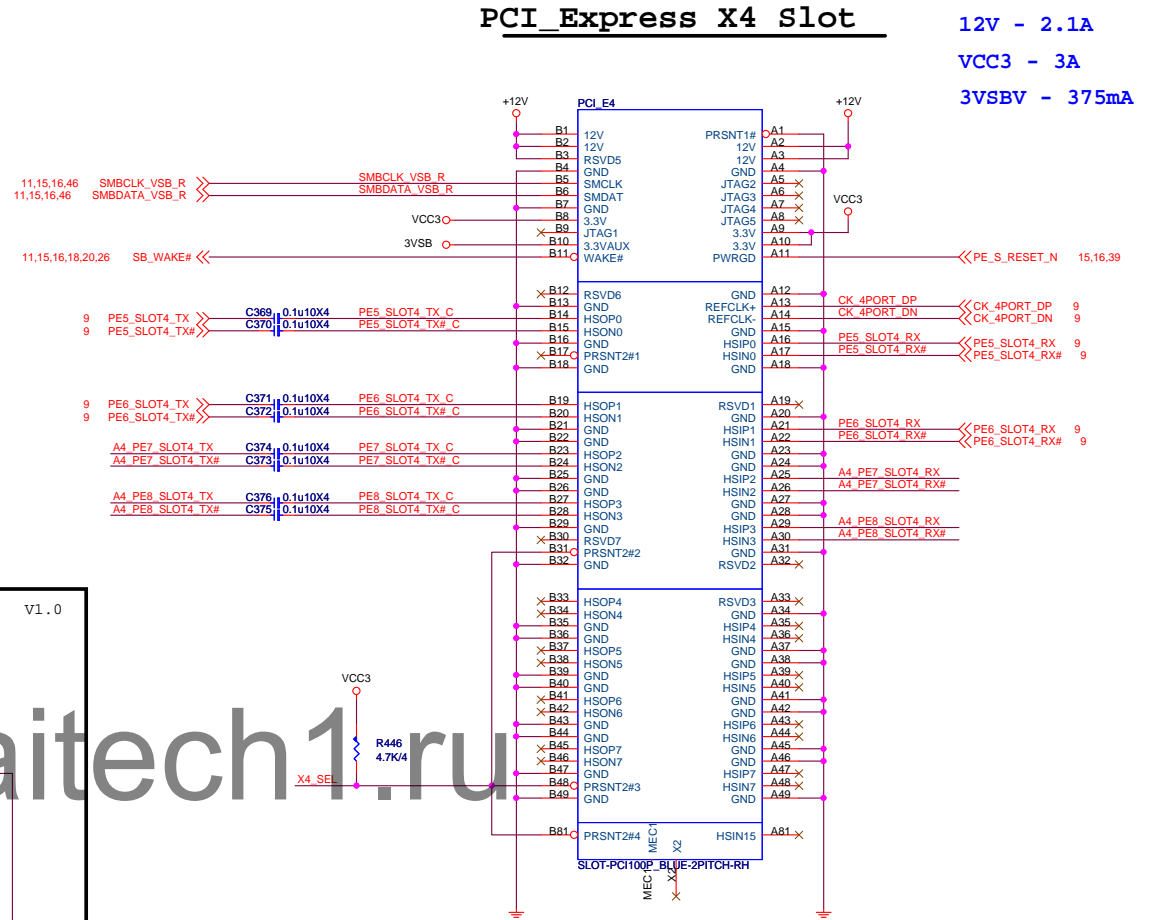 PCI_Express X4 Slot
12V - 2.1A
VCC3 - 3A
3VSBV - 375mA
+12V PCI_E4 +12V
B1 12V PRSNT1# A1
B2 12V 12V A2
B3 RSVD5 12V A3
B4 GND GND A4
11,15,16,46 SMBCLK_VSB_R SMBCLK_VSB_R B5 SMCLK JTAG2 A5
11,15,16,46 SMBDATA_VSB_R SMBDATA_VSB_R B6 SMDAT JTAG3 A6
B7 GND JTAG4 A7 VCC3
VCC3 B8 3.3V JTAG5 A8
B9 JTAG1 3.3V A9
3VSB B10 3.3VAUX 3.3V A10
11,15,16,18,20,26 SB_WAKE# B11 WAKE# PWRGD A11 PE_S_RESET_N 15,16,39
B12 RSVD6 GND A12
B13 GND REFCLK+ A13 CK_4PORT_DP CK_4PORT_DP 9
9 PE5_SLOT4_TX C369 0.1u10X4 PE5_SLOT4_TX_C B14 HSOP0 REFCLK- A14 CK_4PORT_DN CK_4PORT_DN 9
9 PE5_SLOT4_TX# C370 0.1u10X4 PE5_SLOT4_TX#_C B15 HSON0 GND A15
B16 GND HSIP0 A16 PE5_SLOT4_RX PE5_SLOT4_RX 9
B17 PRSNT2#1 HSIN0 A17 PE5_SLOT4_RX# PE5_SLOT4_RX# 9
B18 GND GND A18
9 PE6_SLOT4_TX C371 0.1u10X4 PE6_SLOT4_TX_C B19 HSOP1 RSVD1 A19
9 PE6_SLOT4_TX# C372 0.1u10X4 PE6_SLOT4_TX#_C B20 HSON1 GND A20
B21 GND HSIP1 A21 PE6_SLOT4_RX PE6_SLOT4_RX 9
B22 GND HSIN1 A22 PE6_SLOT4_RX# PE6_SLOT4_RX# 9
A4_PE7_SLOT4_TX C374 0.1u10X4 PE7_SLOT4_TX_C B23 HSOP2 GND A23
A4_PE7_SLOT4_TX# C373 0.1u10X4 PE7_SLOT4_TX#_C B24 HSON2 GND A24
B25 GND HSIP2 A25 A4_PE7_SLOT4_RX
B26 GND HSIN2 A26 A4_PE7_SLOT4_RX#
A4_PE8_SLOT4_TX C376 0.1u10X4 PE8_SLOT4_TX_C B27 HSOP3 GND A27
A4_PE8_SLOT4_TX# C375 0.1u10X4 PE8_SLOT4_TX#_C B28 HSON3 GND A28
B29 GND HSIP3 A29 A4_PE8_SLOT4_RX
B30 RSVD7 HSIN3 A30 A4_PE8_SLOT4_RX#
B31 PRSNT2#2 GND A31
B32 GND RSVD2 A32
V1.0 B33 HSOP4 RSVD3 A33
B34 HSON4 GND A34
B35 GND HSIP4 A35
B36 GND HSIN4 A36
B37 HSOP5 GND A37
B38 HSON5 GND A38
B39 GND HSIP5 A39
VCC3 B40 GND HSIN5 A40
B41 HSOP6 GND A41
B42 HSON6 GND A42
B43 GND HSIP6 A43
R446 B44 GND HSIN6 A44
B45 HSOP7 GND A45
4.7K/4 B46 HSON7 GND A46
aitech1.ru
B47 GND HSIP7 A47
X4_SEL B48 PRSNT2#3 HSIN7 A48
B49 GND GND A49
B81 PRSNT2#4 MEC1 X2 HSIN15 A81
SLOT-PCI100P_BLUE-2PITCH-RH
MEC1 X2